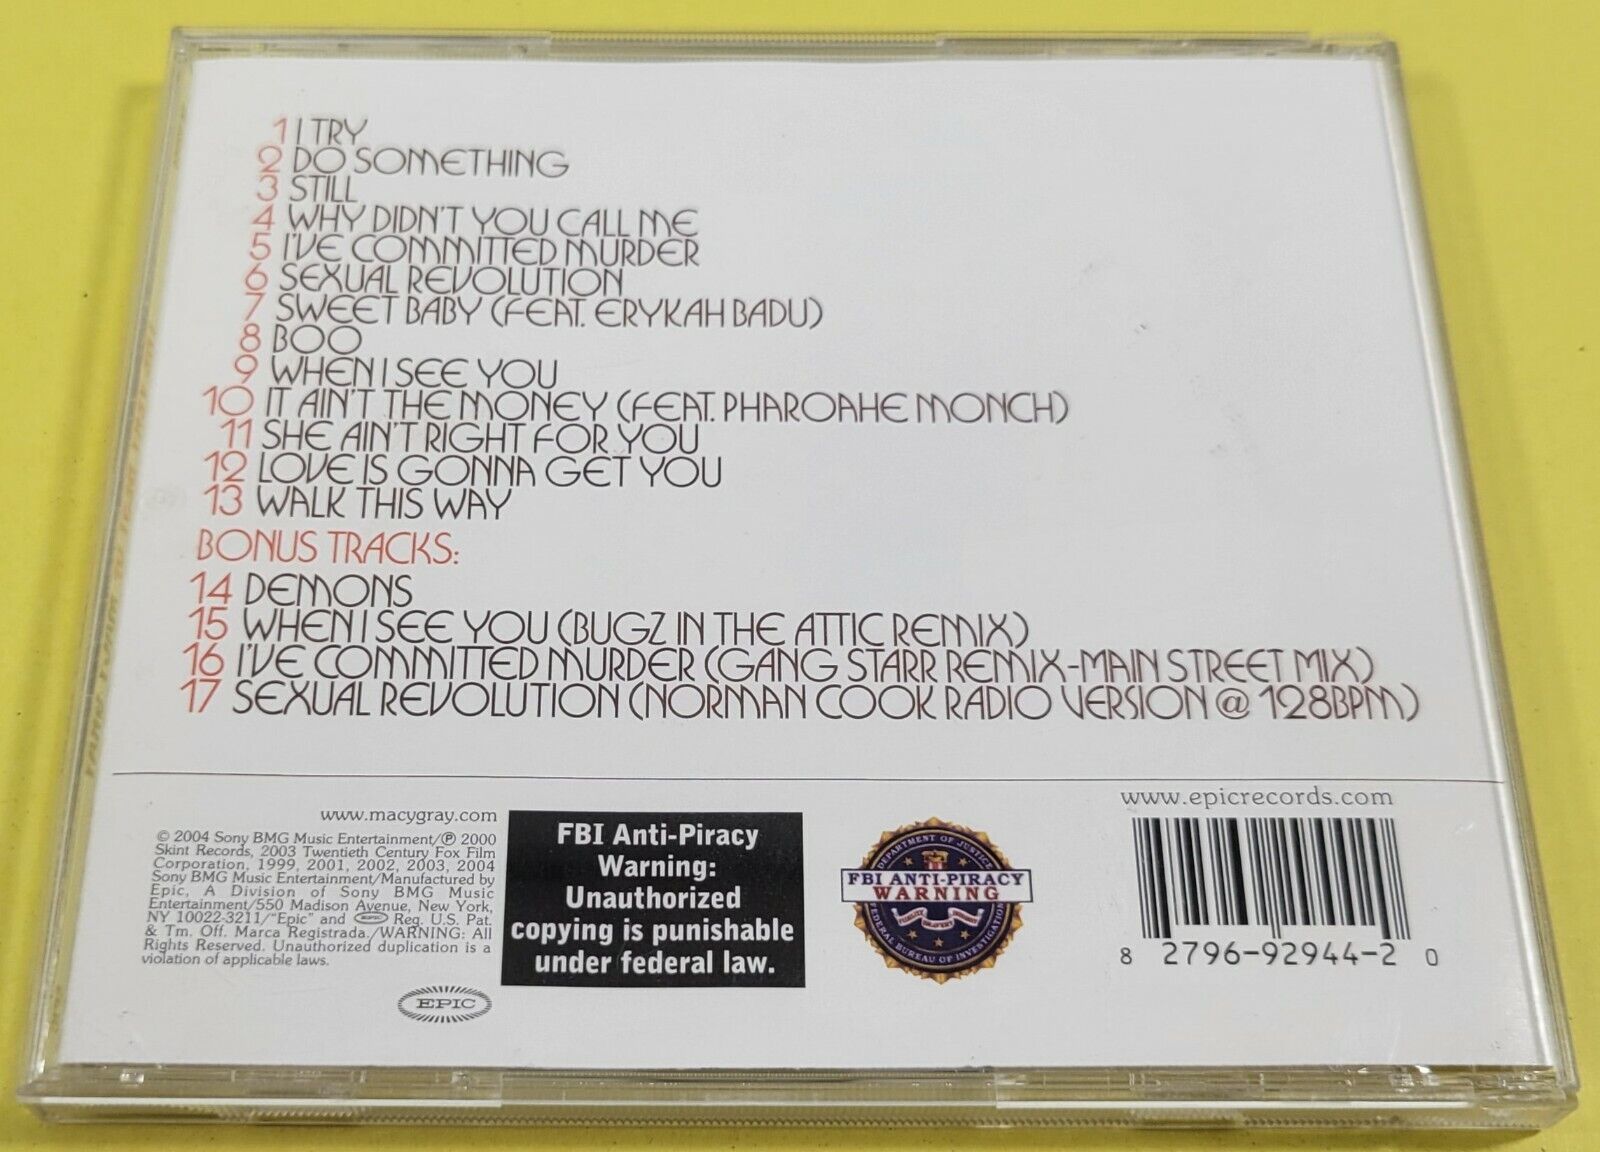 1 I TRY
2 DO SOMETHING
3 STILL
4 WHY DIDN'T YOU CALL ME
5 I'VE COMMITTED MURDER
6 SEXUAL REVOLUTION
7 SWEET BABY (FEAT. ERYKAH BADU)
8 BOO
9 WHEN I SEE YOU
10 IT AIN'T THE MONEY (FEAT. PHAROAHE MONCH)
11 SHE AIN'T RIGHT FOR YOU
12 LOVE IS GONNA GET YOU
13 WALK THIS WAY
BONUS TRACKS:
14 DEMONS
15 WHEN I SEE YOU (BUGZ IN THE ATTIC REMIX)
16 I'VE COMMITTED MURDER (GANG STARR REMIX-MAIN STREET MIX)
17 SEXUAL REVOLUTION (NORMAN COOK RADIO VERSION @ 128BPM)
www.macygray.com
© 2004 Sony BMG Music Entertainment/℗ 2000
Skint Records, 2003 Twentieth Century Fox Film
Corporation, 1999, 2001, 2002, 2003, 2004
Sony BMG Music Entertainment/Manufactured by
Epic, A Division of Sony BMG Music
Entertainment/550 Madison Avenue, New York,
NY 10022-3211/"Epic" and EPIC Reg. U.S. Pat.
& Tm. Off. Marca Registrada./WARNING: All
Rights Reserved. Unauthorized duplication is a
violation of applicable laws.
EPIC
FBI Anti-Piracy
Warning:
Unauthorized
copying is punishable
under federal law.
DEPARTMENT OF JUSTICE
FBI ANTI-PIRACY
WARNING
FEDERAL BUREAU OF INVESTIGATION
www.epicrecords.com
8 27969-29442 0